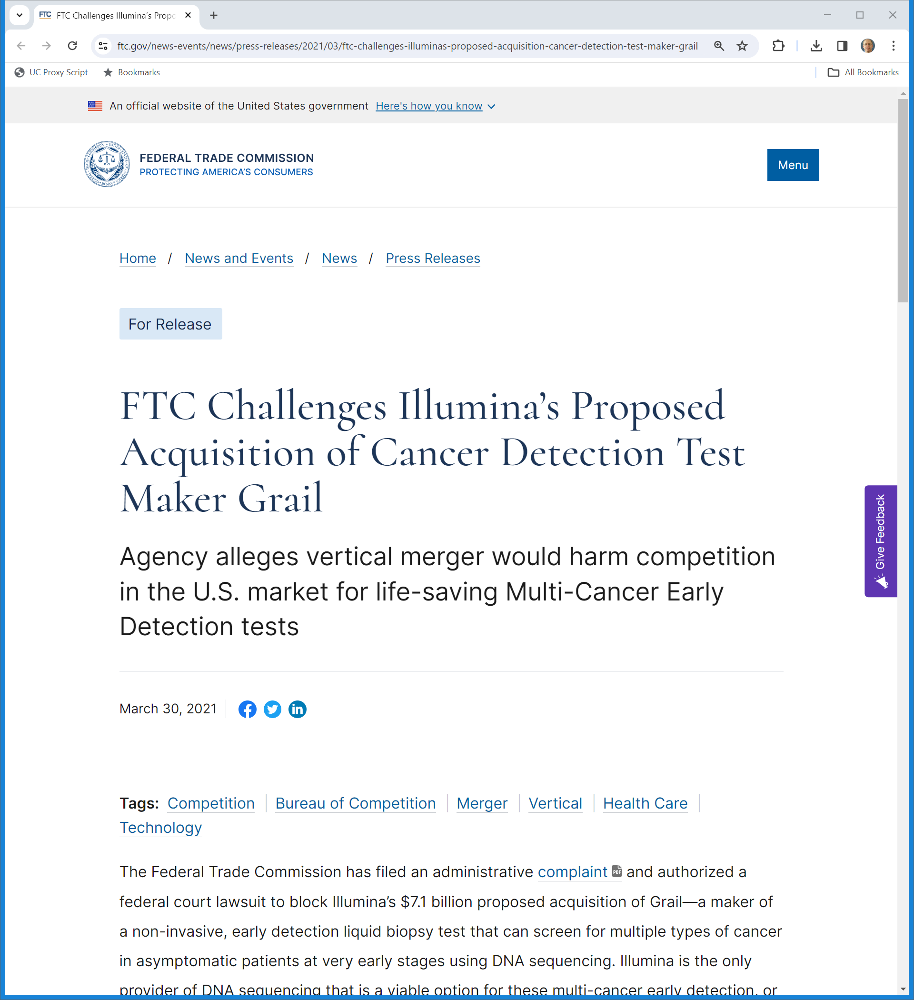 FTC Challenges Illumina's Propo
ftc.gov/news-events/news/press-releases/2021/03/ftc-challenges-illuminas-proposed-acquisition-cancer-detection-test-maker-grail
UC Proxy Script
Bookmarks
All Bookmarks
An official website of the United States government Here's how you know
FEDERAL TRADE COMMISSION
PROTECTING AMERICA'S CONSUMERS
Menu
Home / News and Events / News / Press Releases
For Release
FTC Challenges Illumina's Proposed
Acquisition of Cancer Detection Test
Maker Grail
Agency alleges vertical merger would harm competition
in the U.S. market for life-saving Multi-Cancer Early
Detection tests
Give Feedback
March 30, 2021
Tags: Competition | Bureau of Competition | Merger | Vertical | Health Care |
Technology
The Federal Trade Commission has filed an administrative complaint PDF and authorized a
federal court lawsuit to block Illumina's $7.1 billion proposed acquisition of Grail—a maker of
a non-invasive, early detection liquid biopsy test that can screen for multiple types of cancer
in asymptomatic patients at very early stages using DNA sequencing. Illumina is the only
provider of DNA sequencing that is a viable option for these multi-cancer early detection, or